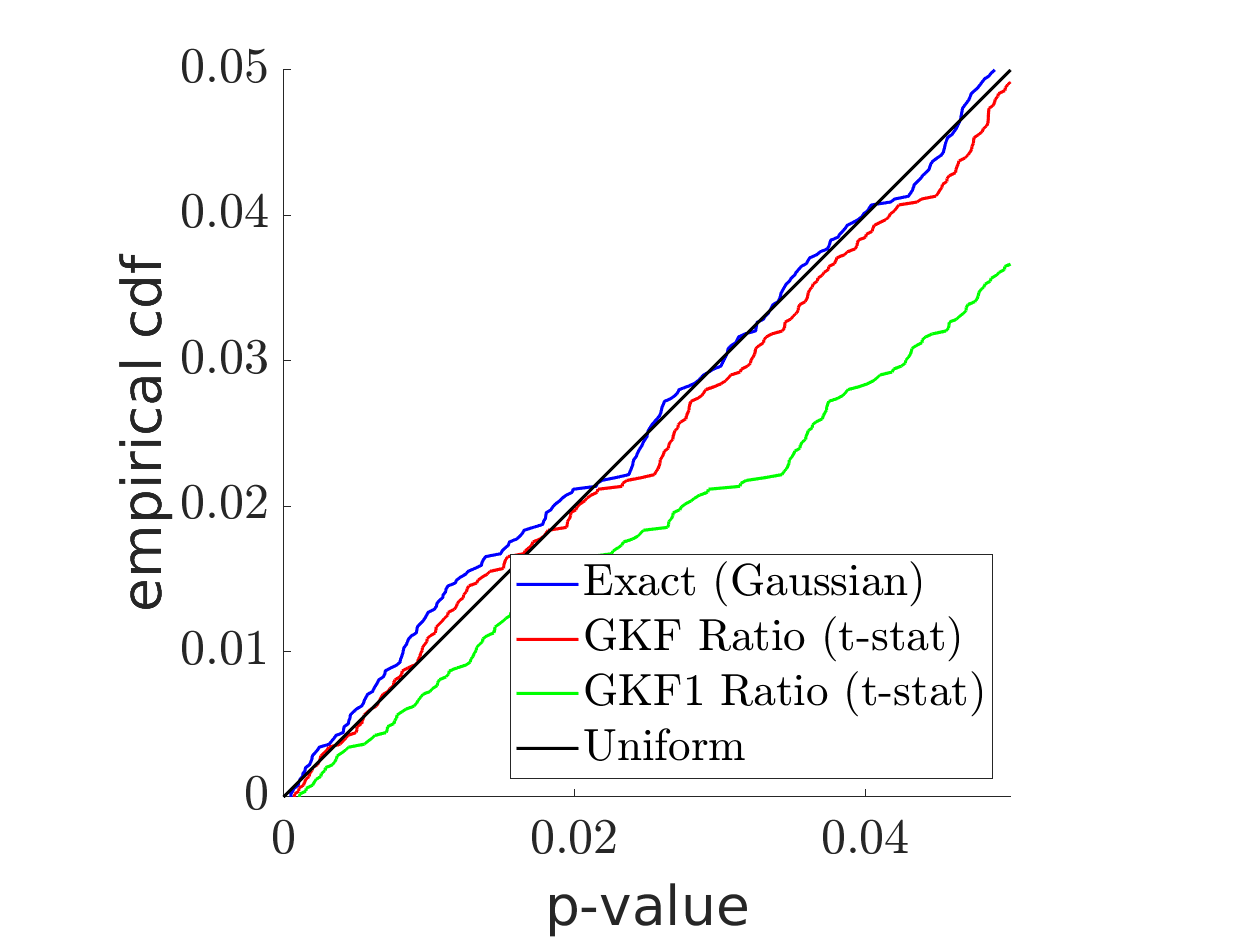 0.05
0.04
0.03
0.02
0.01
0
empirical cdf
Exact (Gaussian)
GKF Ratio (t-stat)
GKF1 Ratio (t-stat)
Uniform
0
0.02
0.04
p-value